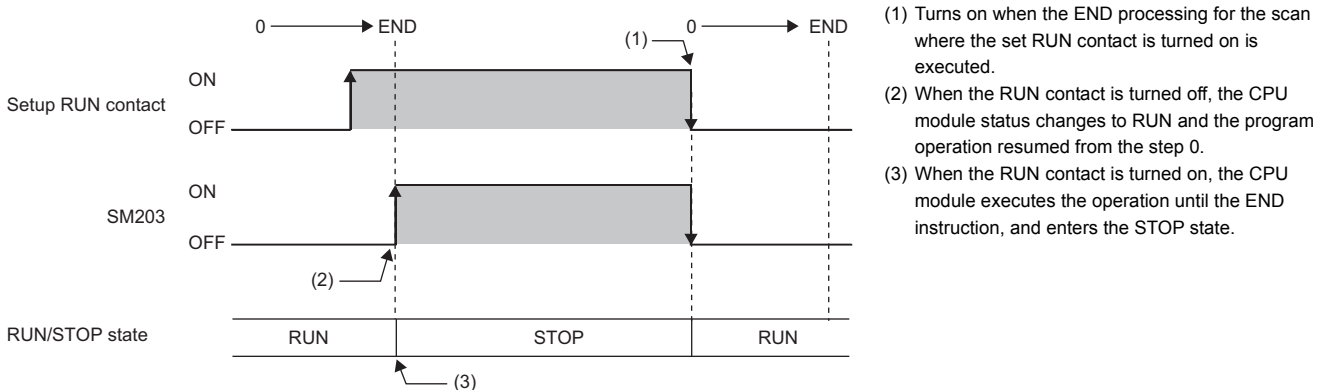 0 END
(1)
0 END
Setup RUN contact
ON
OFF
SM203
ON
OFF
(2)
RUN/STOP state
RUN STOP RUN
(3)
(1) Turns on when the END processing for the scan
where the set RUN contact is turned on is
executed.
(2) When the RUN contact is turned off, the CPU
module status changes to RUN and the program
operation resumed from the step 0.
(3) When the RUN contact is turned on, the CPU
module executes the operation until the END
instruction, and enters the STOP state.